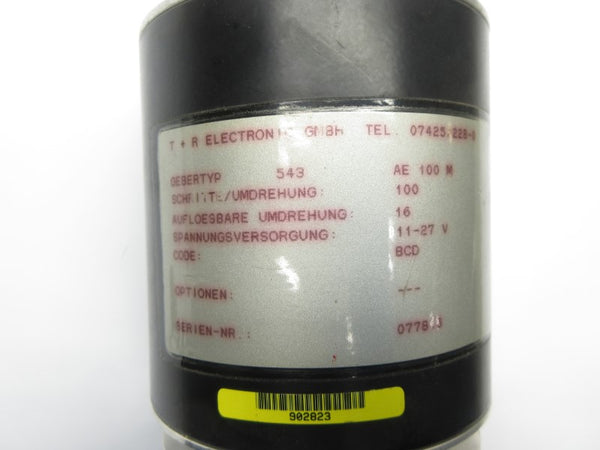 T + R ELECTRONIC GMBH TEL. 07425/228-0
GEBERTYP 543 AE 100 M
SCHRITTE/UMDREHUNG: 100
AUFLOESBARE UMDREHUNG: 16
SPANNUNGSVERSORGUNG: 11-27 V
CODE: BCD
OPTIONEN: -/--
SERIEN-NR.:
902823